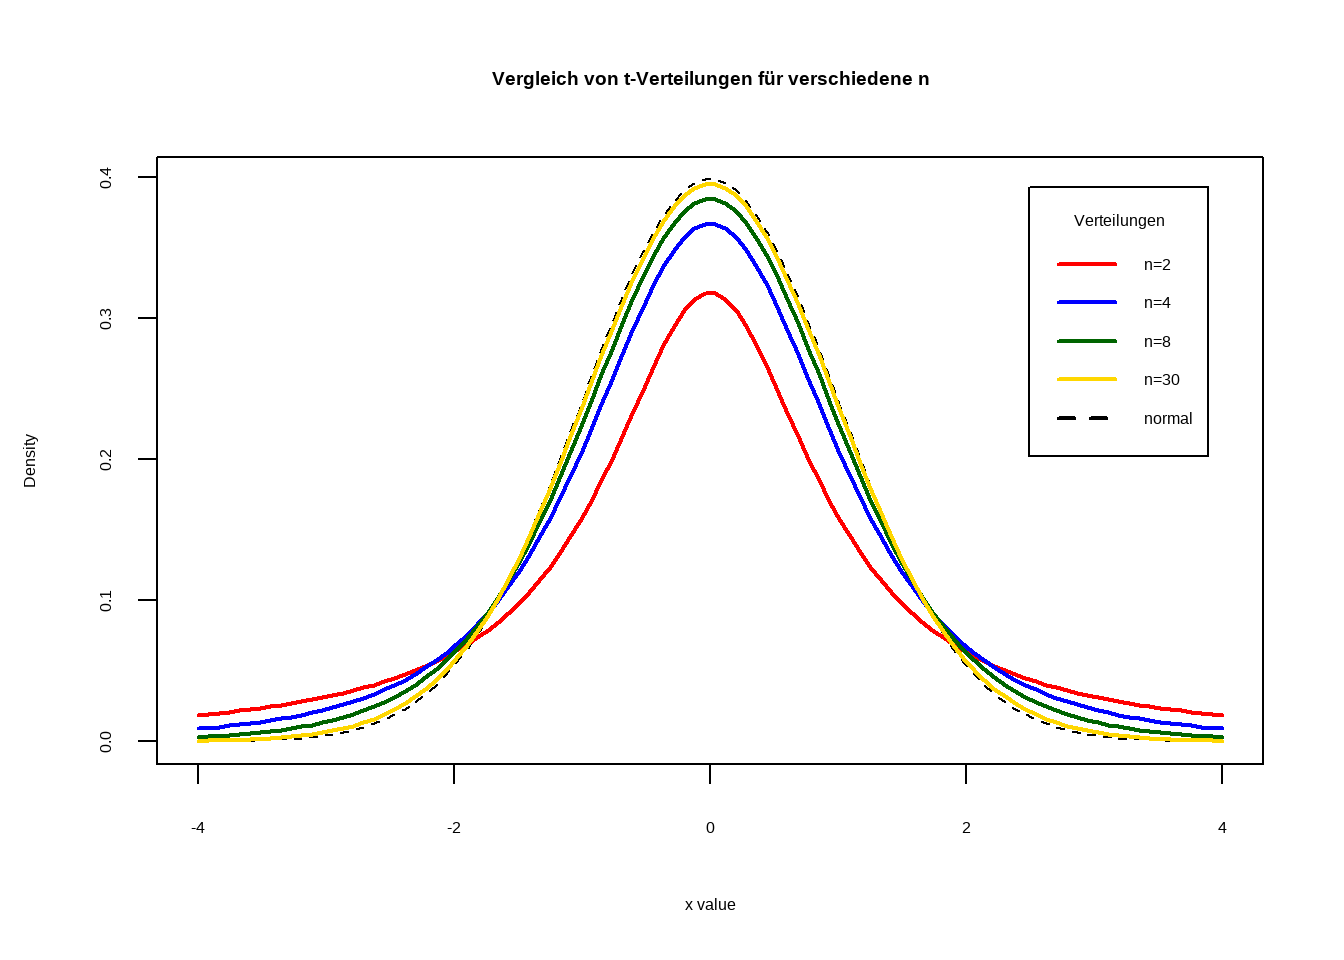 Vergleich von t-Verteilungen für verschiedene n
Density
0.4
0.3
0.2
0.1
0.0
Verteilungen
n=2
n=4
n=8
n=30
normal
-4
-2
0
2
4
x value